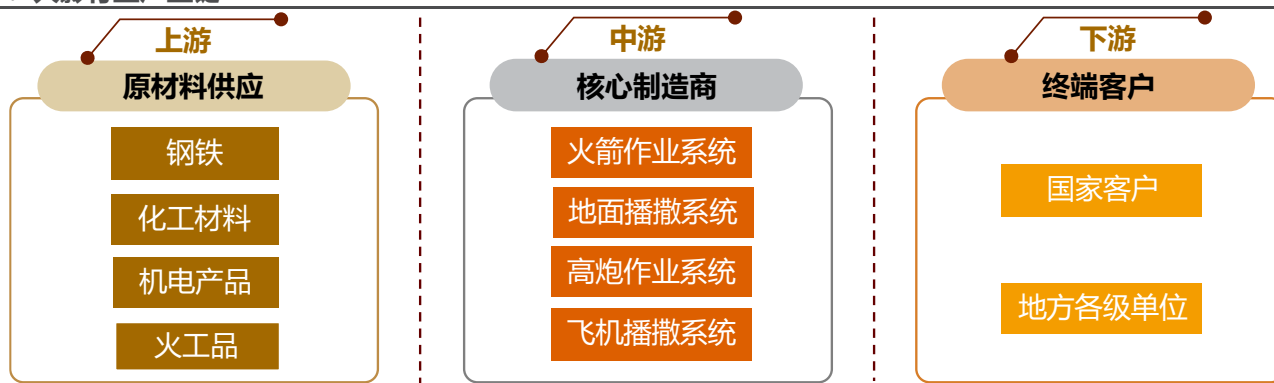 上游
原材料供应
钢铁
化工材料
机电产品
火工品
中游
核心制造商
火箭作业系统
地面播撒系统
高炮作业系统
飞机播撒系统
下游
终端客户
国家客户
地方各级单位